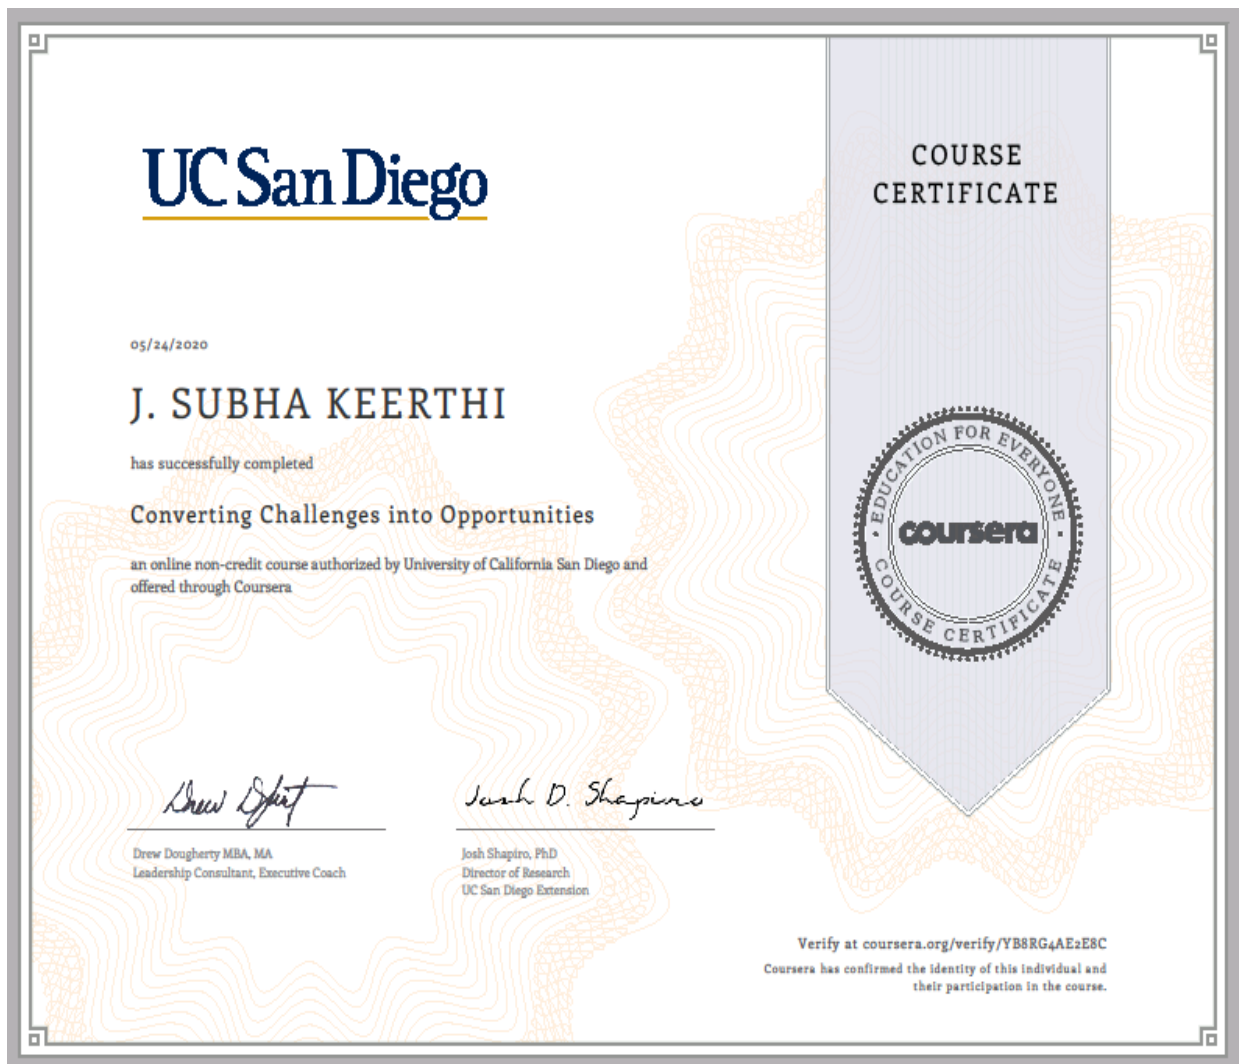 UC San Diego
COURSE
CERTIFICATE
05/24/2020
J. SUBHA KEERTHI
has successfully completed
Converting Challenges into Opportunities
an online non-credit course authorized by University of California San Diego and
offered through Coursera
EDUCATION FOR EVERYONE
coursera
COURSE CERTIFICATE
Josh D. Shapiro
Drew Dougherty MBA, MA
Leadership Consultant, Executive Coach
Josh Shapiro, PhD
Director of Research
UC San Diego Extension
Verify at coursera.org/verify/YB8RG4AE2E8C
Coursera has confirmed the identity of this individual and
their participation in the course.